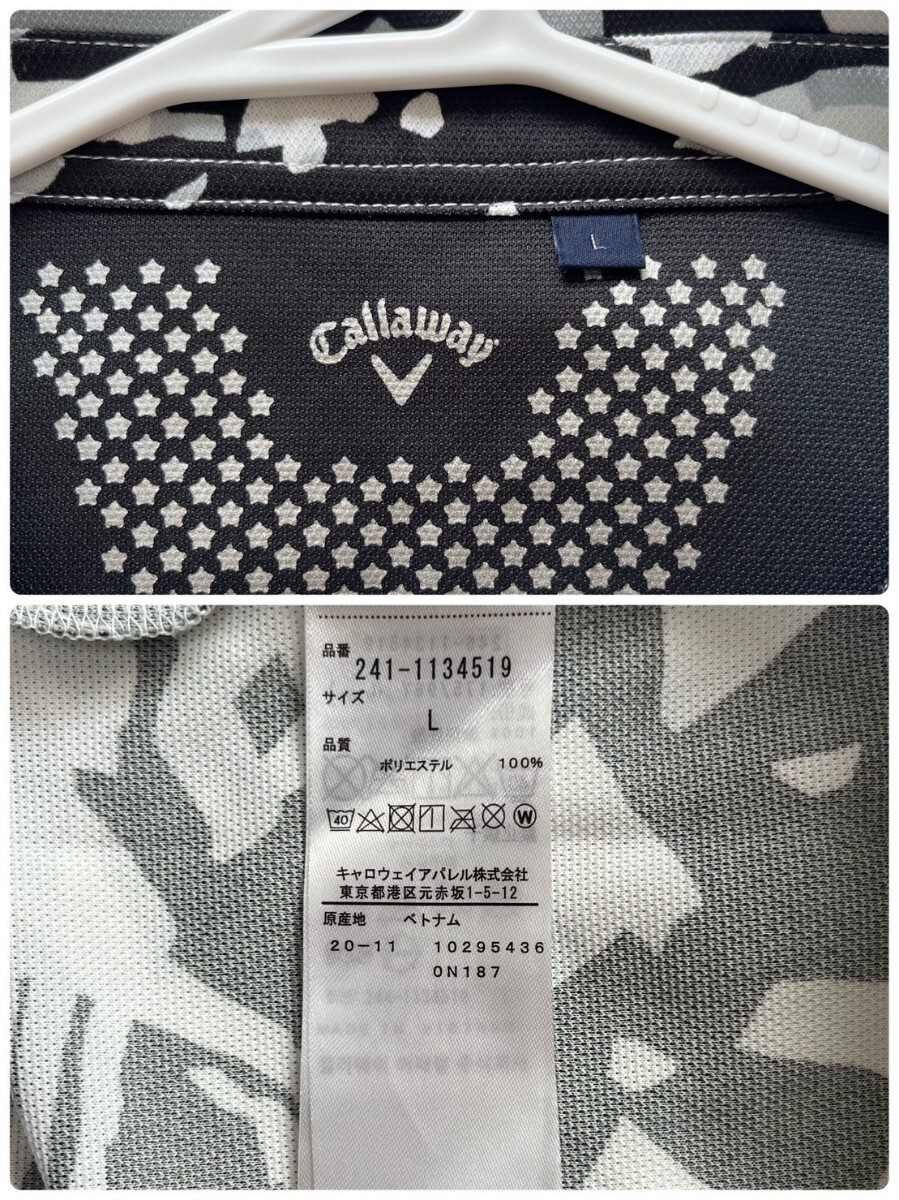 L
Callaway
品番
241-1134519
サイズ
L
品質
ポリエステル 100%
40
W
キャロウェイアパレル株式会社
東京都港区元赤坂1-5-12
原産地 ベトナム
20-11 10295436
0N187